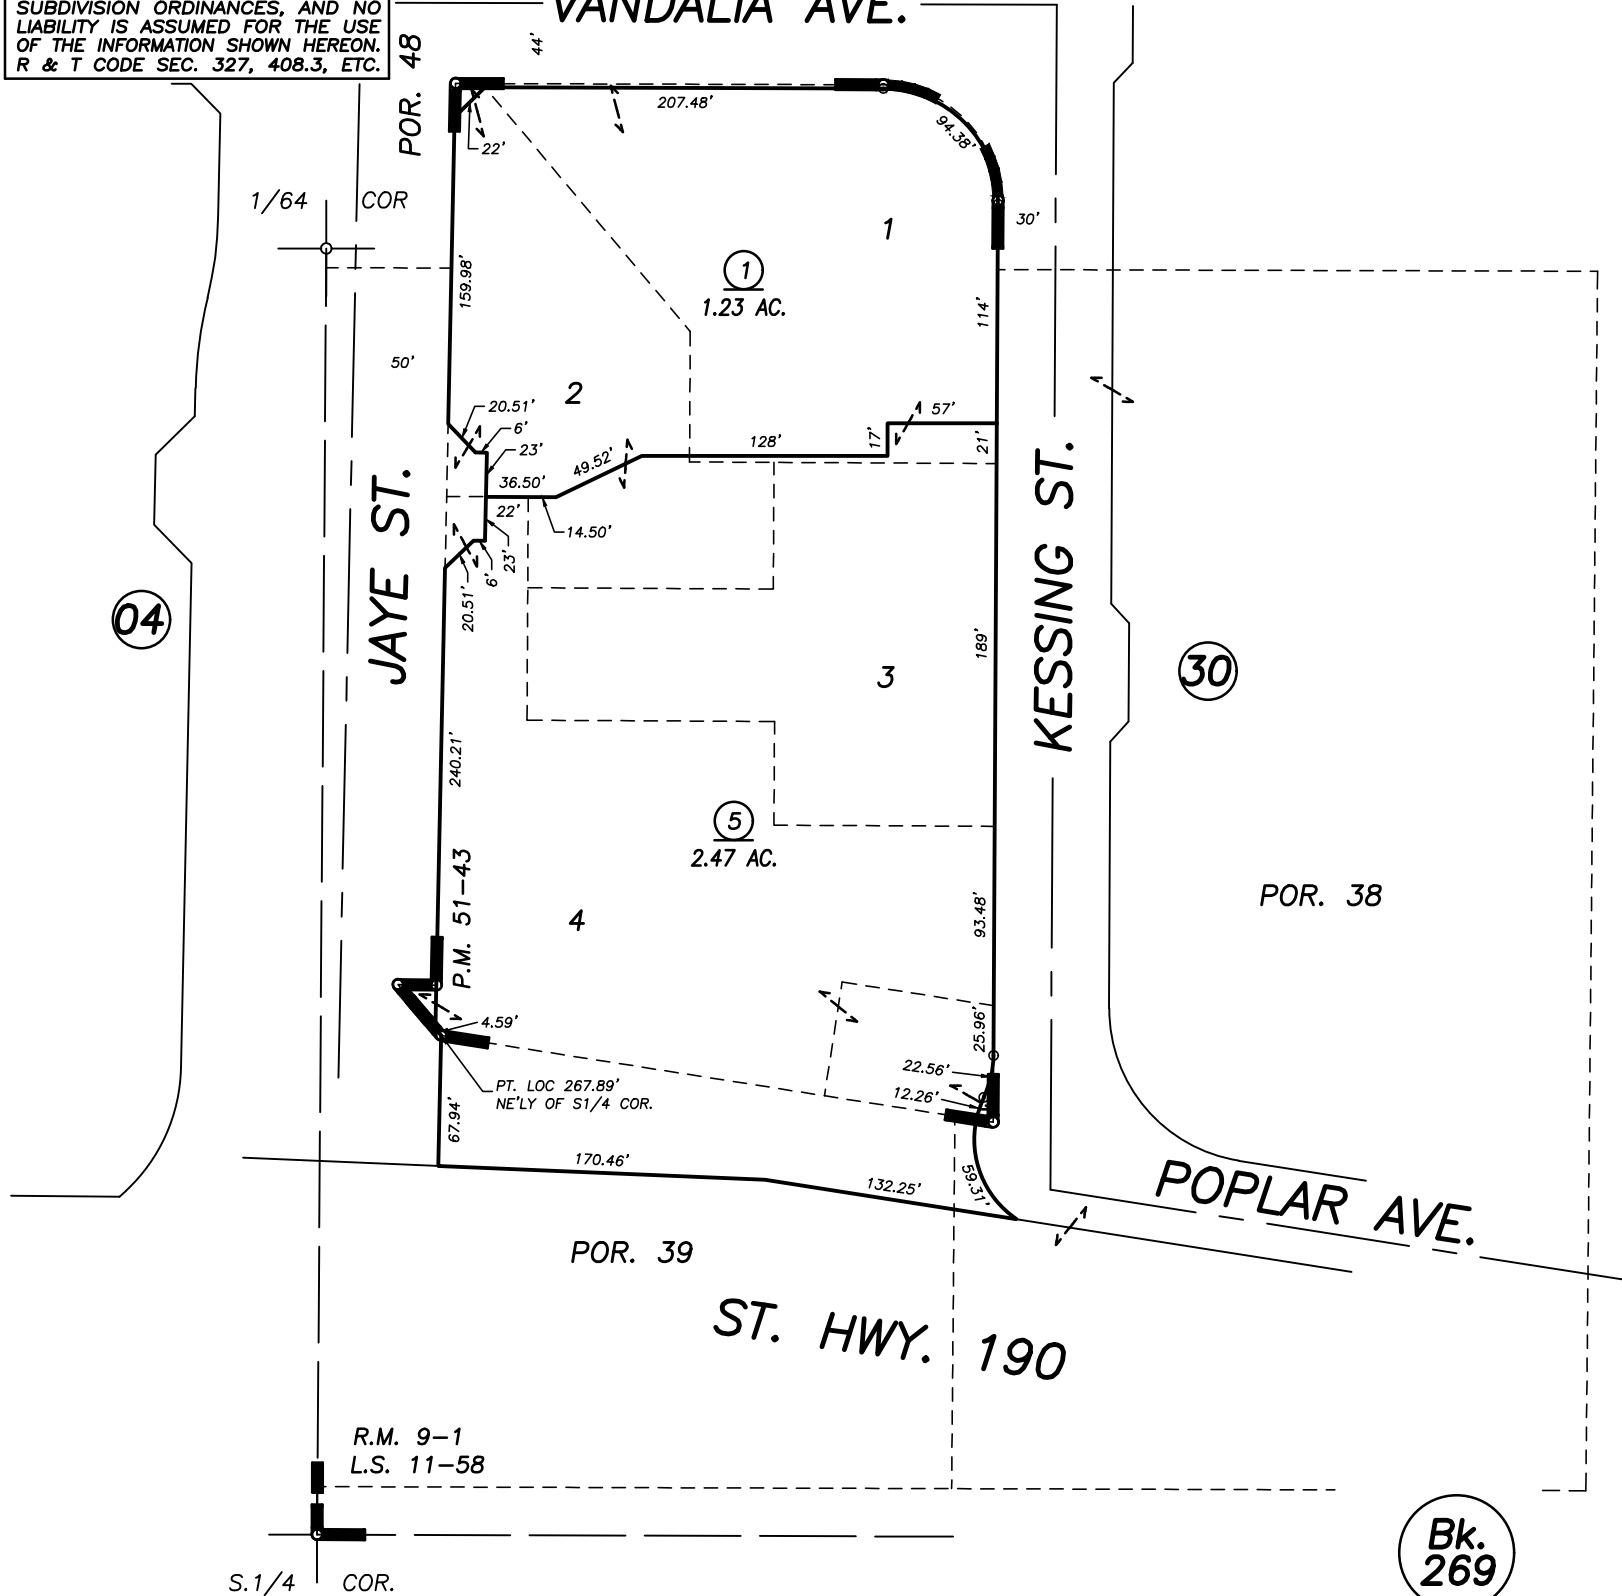 SUBDIVISION ORDINANCES, AND NO
LIABILITY IS ASSUMED FOR THE USE
OF THE INFORMATION SHOWN HEREON.
R & T CODE SEC. 327, 408.3, ETC.
VANDALIA AVE.
POR. 48
44'
207.48'
94.38'
22'
1/64 COR
30'
1
1
1.23 AC.
159.98'
114'
50'
2
20.51'
6'
23'
57'
17'
21'
128'
49.52'
36.50'
22'
14.50'
23'
6'
20.51'
JAYE ST.
KESSING ST.
04
30
189'
3
240.21'
5
2.47 AC.
P.M. 51-43
4
93.48'
POR. 38
25.96'
4.59'
22.56'
12.26'
PT. LOC 267.89'
NE'LY OF S1/4 COR.
67.94'
170.46'
132.25'
59.31'
POPLAR AVE.
POR. 39
ST. HWY. 190
R.M. 9-1
L.S. 11-58
Bk.
269
S.1/4 COR.